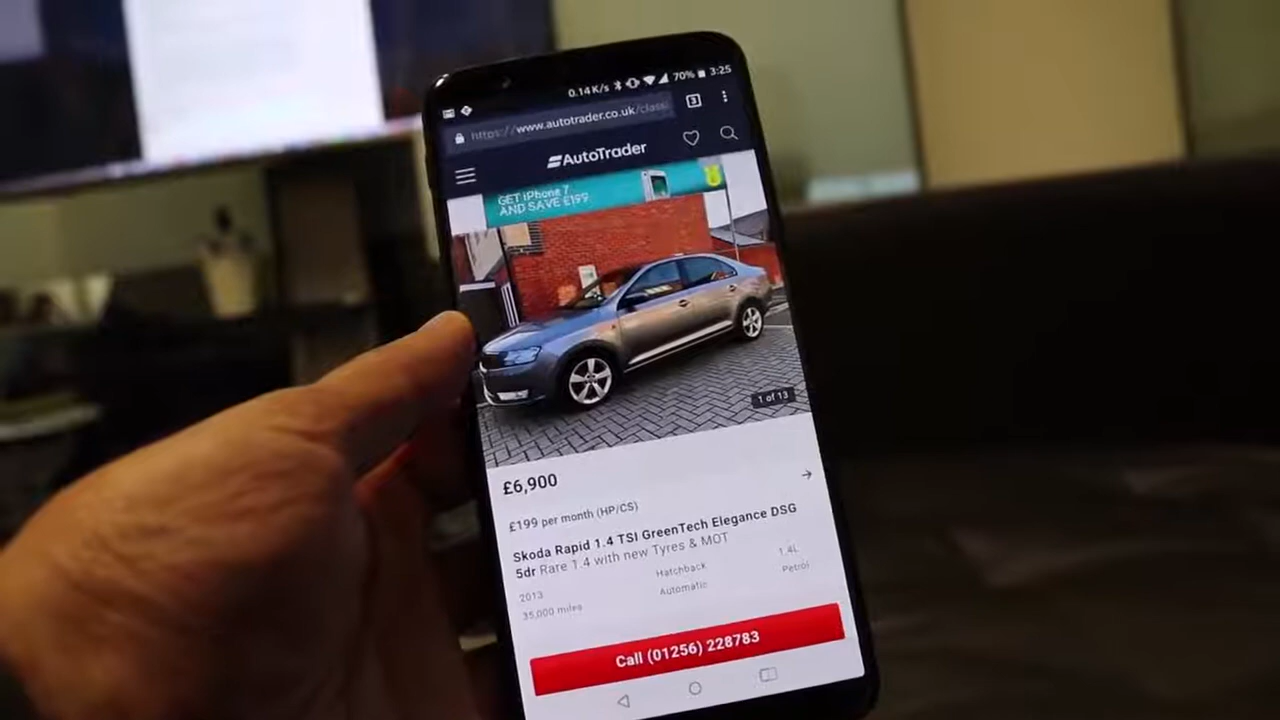 0.14K/s 70% 3:25
https://www.autotrader.co.uk/classi 3
AutoTrader
GET iPhone 7
AND SAVE £199
1 of 13
£6,900
£199 per month (HP/CS)
Skoda Rapid 1.4 TSI GreenTech Elegance DSG
5dr Rare 1.4 with new Tyres & MOT
2013 Hatchback 1.4L
35,000 miles Automatic Petrol
Call (01256) 228783